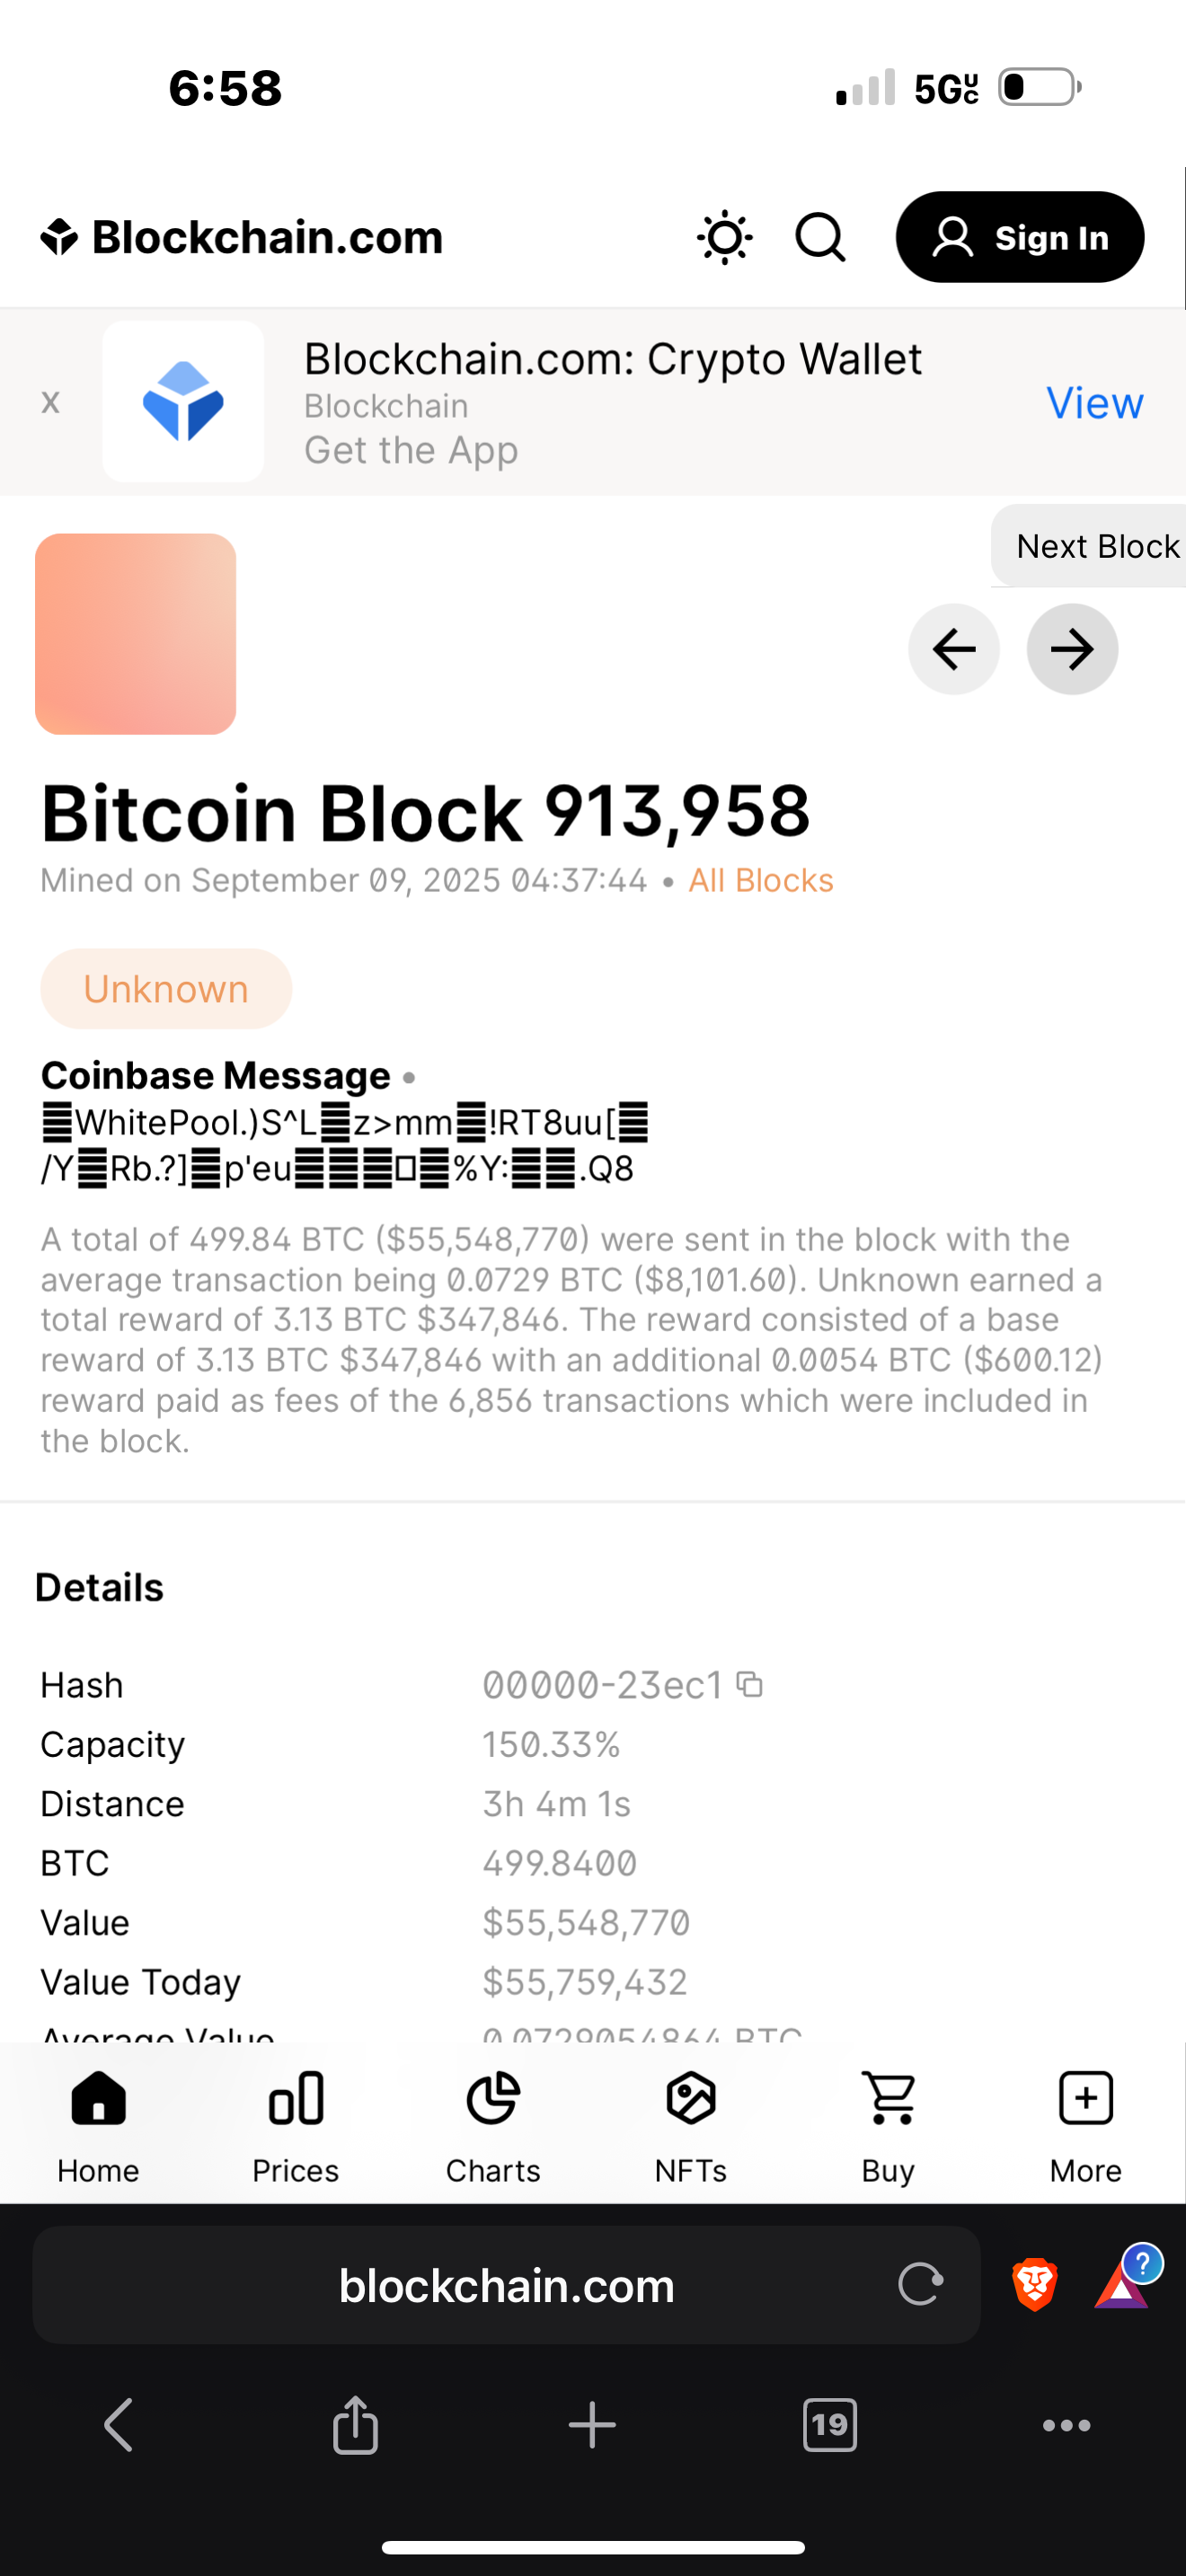 6:58
5GUC
Blockchain.com
Sign In
x
Blockchain.com: Crypto Wallet
Blockchain
Get the App
View
Next Block
Bitcoin Block 913,958
Mined on September 09, 2025 04:37:44 • All Blocks
Unknown
Coinbase Message •
WhitePool.)S^L z>mm !RT8uu[
/Y Rb.?] p'eu %Y: .Q8
A total of 499.84 BTC ($55,548,770) were sent in the block with the
average transaction being 0.0729 BTC ($8,101.60). Unknown earned a
total reward of 3.13 BTC $347,846. The reward consisted of a base
reward of 3.13 BTC $347,846 with an additional 0.0054 BTC ($600.12)
reward paid as fees of the 6,856 transactions which were included in
the block.
Details
Hash 00000-23ec1
Capacity 150.33%
Distance 3h 4m 1s
BTC 499.8400
Value $55,548,770
Value Today $55,759,432
Average Value 0.0729054864 BTC
Home Prices Charts NFTs Buy More
blockchain.com
?
19